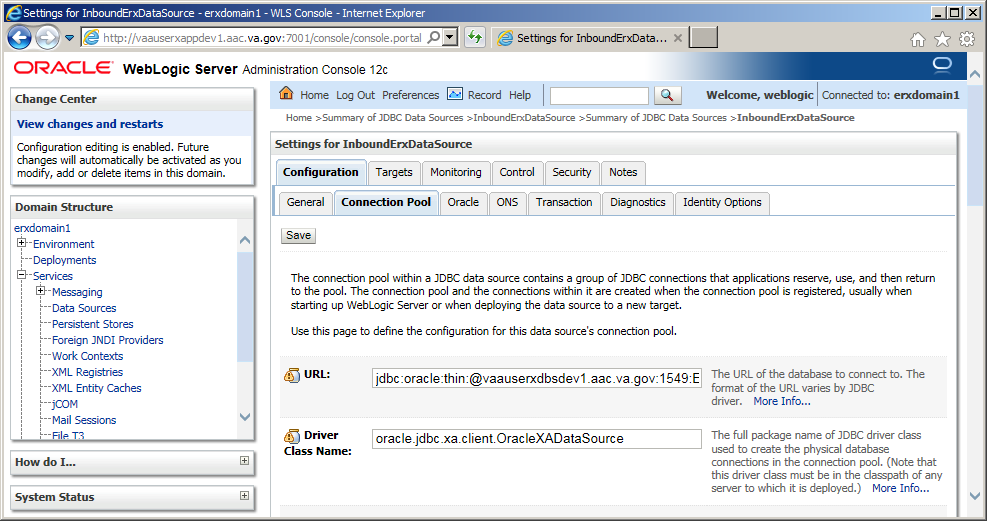 Settings for InboundErxDataSource - erxdomain1 - WLS Console - Internet Explorer
http://vaauserxappdev1.aac.va.gov:7001/console/console.portal
Settings for InboundErxData...
ORACLE WebLogic Server Administration Console 12c
Change Center
View changes and restarts
Configuration editing is enabled. Future
changes will automatically be activated as you
modify, add or delete items in this domain.
Domain Structure
erxdomain1
Environment
Deployments
Services
Messaging
Data Sources
Persistent Stores
Foreign JNDI Providers
Work Contexts
XML Registries
XML Entity Caches
jCOM
Mail Sessions
File T3
How do I...
System Status
Home Log Out Preferences Record Help
Welcome, weblogic Connected to: erxdomain1
Home >Summary of JDBC Data Sources >InboundErxDataSource >Summary of JDBC Data Sources >InboundErxDataSource
Settings for InboundErxDataSource
Configuration Targets Monitoring Control Security Notes
General Connection Pool Oracle ONS Transaction Diagnostics Identity Options
Save
The connection pool within a JDBC data source contains a group of JDBC connections that applications reserve, use, and then return
to the pool. The connection pool and the connections within it are created when the connection pool is registered, usually when
starting up WebLogic Server or when deploying the data source to a new target.
Use this page to define the configuration for this data source's connection pool.
URL:
jdbc:oracle:thin:@vaauserxdbsdev1.aac.va.gov:1549:E
The URL of the database to connect to. The
format of the URL varies by JDBC
driver. More Info...
Driver
Class Name:
oracle.jdbc.xa.client.OracleXADataSource
The full package name of JDBC driver class
used to create the physical database
connections in the connection pool. (Note that
this driver class must be in the classpath of any
server to which it is deployed.) More Info...